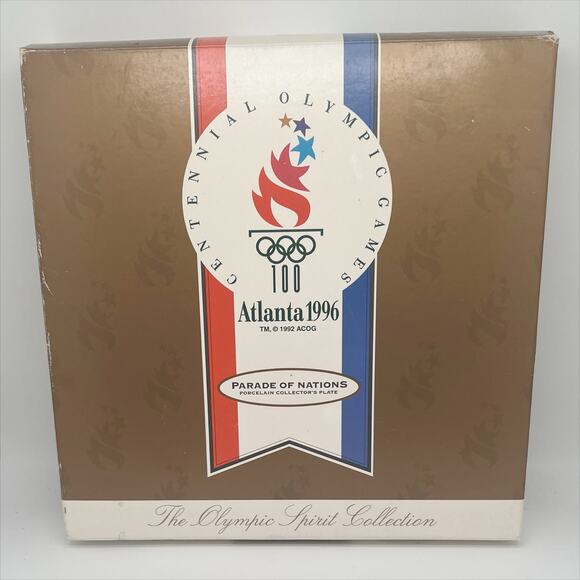 CENTENNIAL OLYMPIC GAMES
100
Atlanta 1996
TM, © 1992 ACOG
PARADE OF NATIONS
PORCELAIN COLLECTOR'S PLATE
The Olympic Spirit Collection